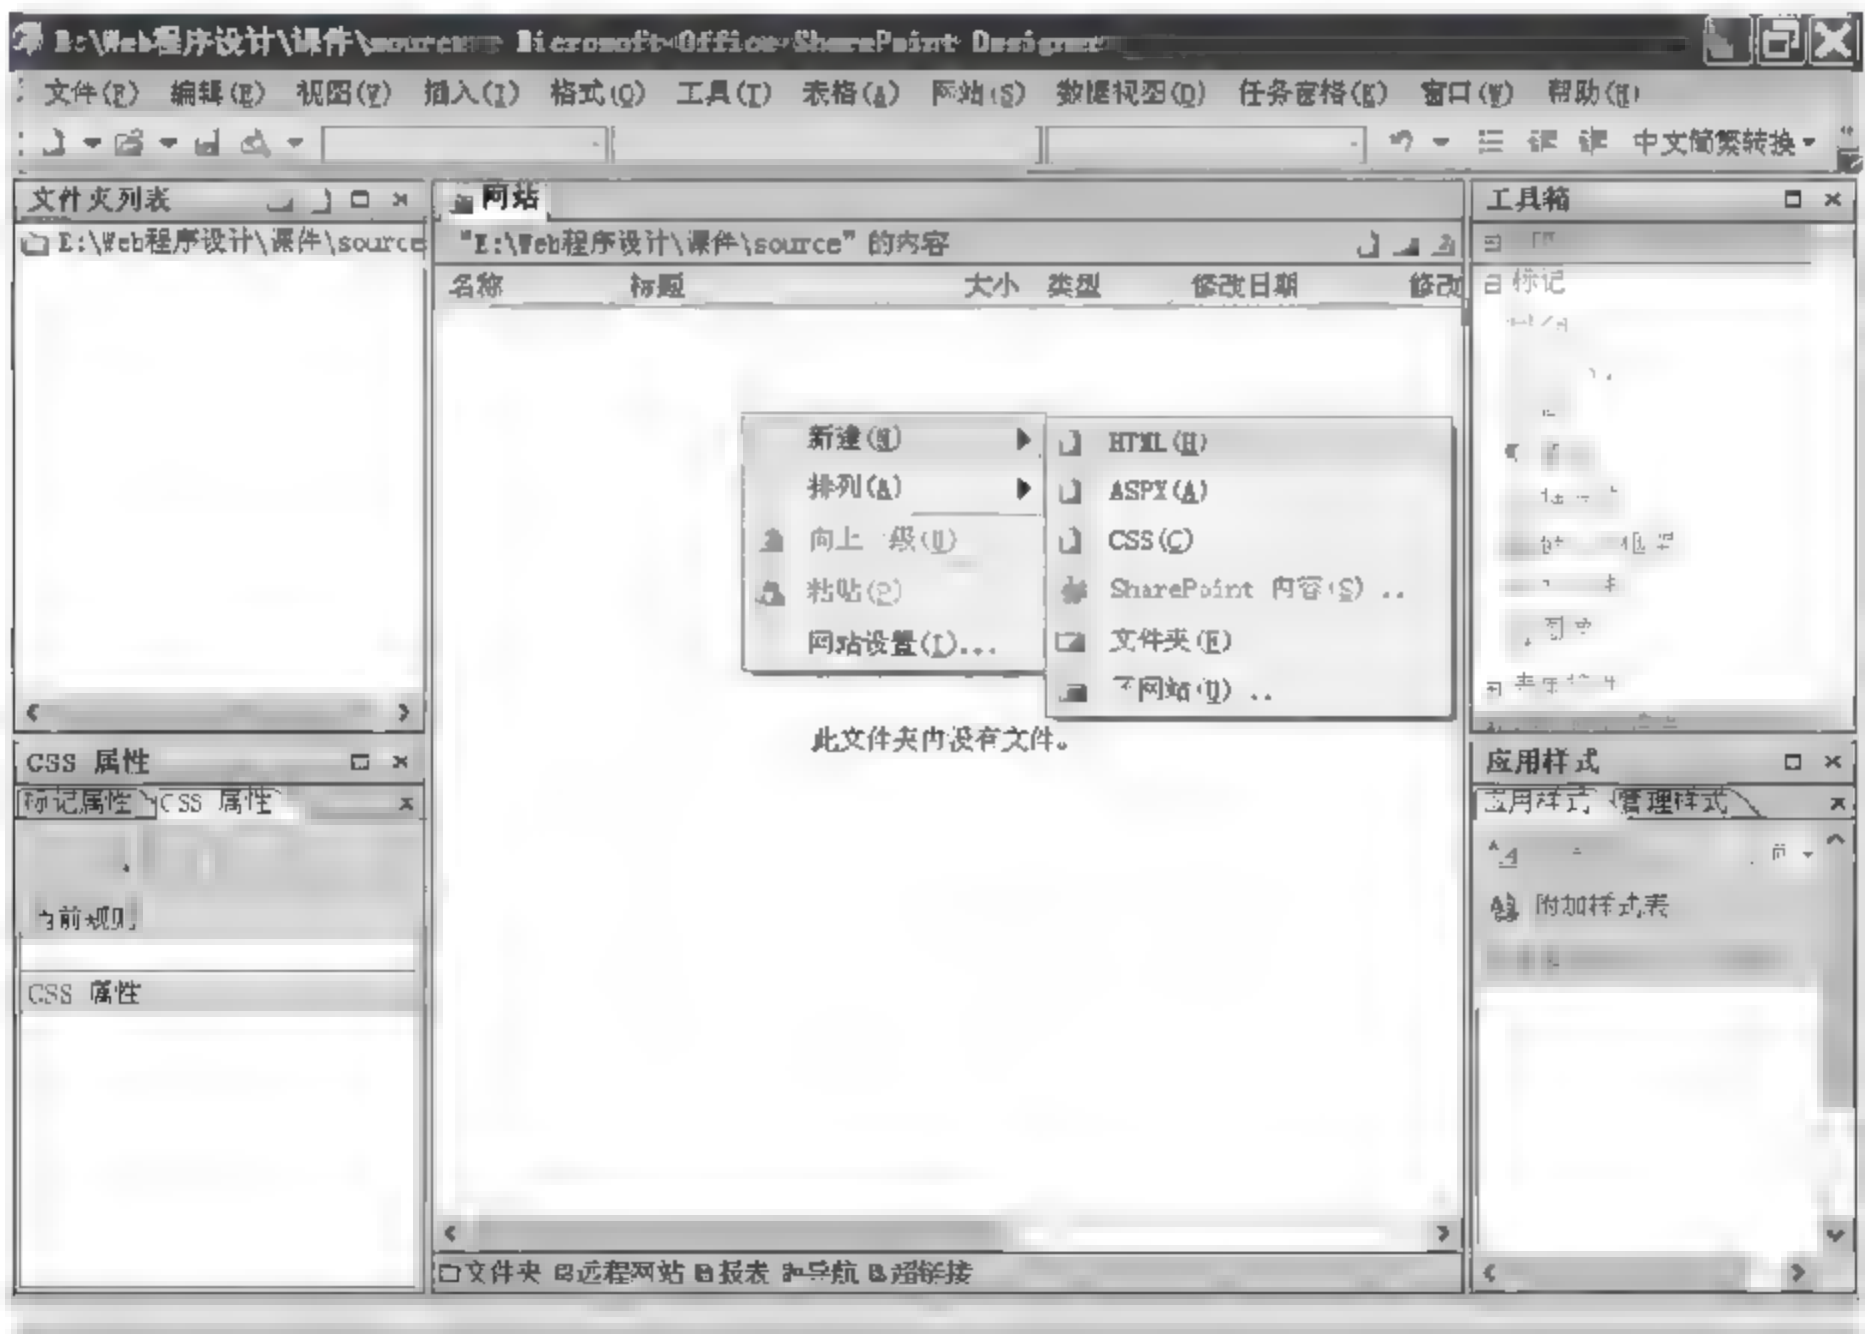 E:\Web程序设计\课件\source - Microsoft Office SharePoint Designer
文件(F) 编辑(E) 视图(V) 插入(I) 格式(O) 工具(T) 表格(A) 网站(S) 数据视图(D) 任务窗格(K) 窗口(W) 帮助(H)
中文简繁转换
文件夹列表
E:\Web程序设计\课件\source
网站
"E:\Web程序设计\课件\source"的内容
名称 标题 大小 类型 修改日期 修改
新建(N)
排列(A)
向上一级(U)
粘贴(P)
网站设置(I)...
HTML(H)
ASPX(A)
CSS(C)
SharePoint 内容(S)...
文件夹(F)
子网站(U)...
此文件夹内没有文件。
文件夹 远程网站 报表 导航 超链接
CSS 属性
标记属性 CSS 属性
当前规则
CSS 属性
工具箱
标记
应用样式
应用样式 管理样式
附加样式表